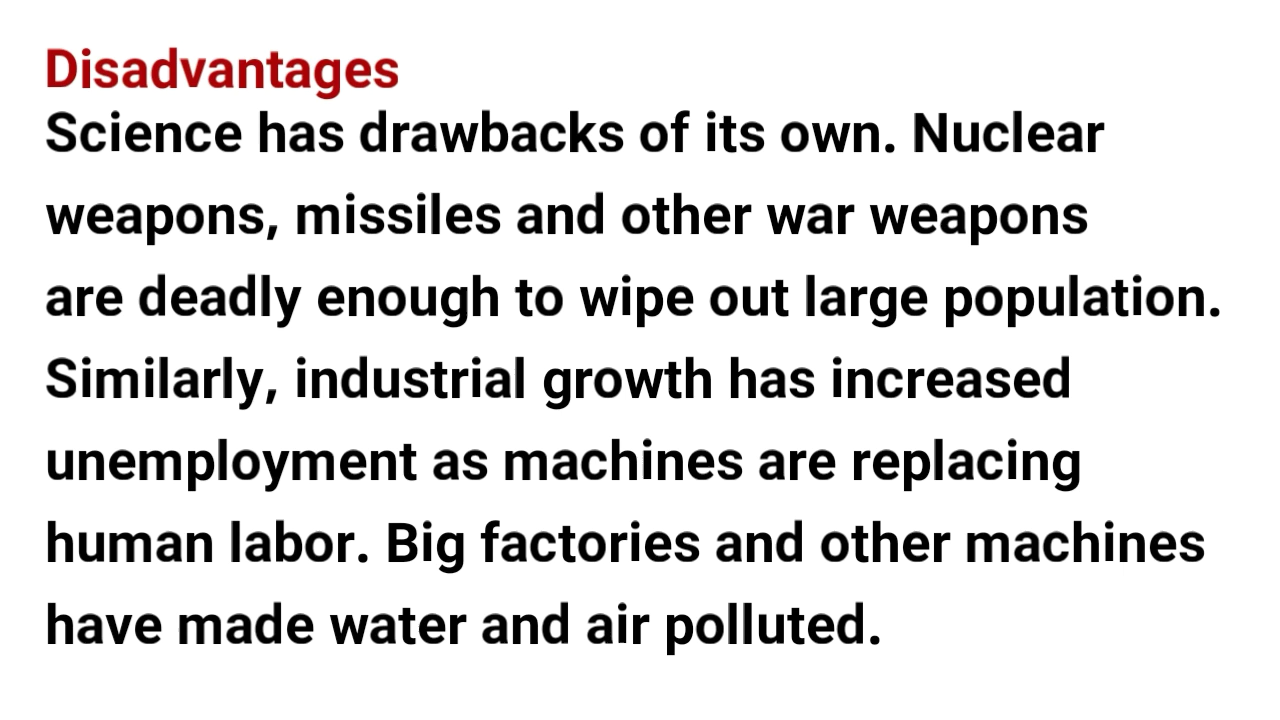 Disadvantages
Science has drawbacks of its own. Nuclear
weapons, missiles and other war weapons
are deadly enough to wipe out large population.
Similarly, industrial growth has increased
unemployment as machines are replacing
human labor. Big factories and other machines
have made water and air polluted.